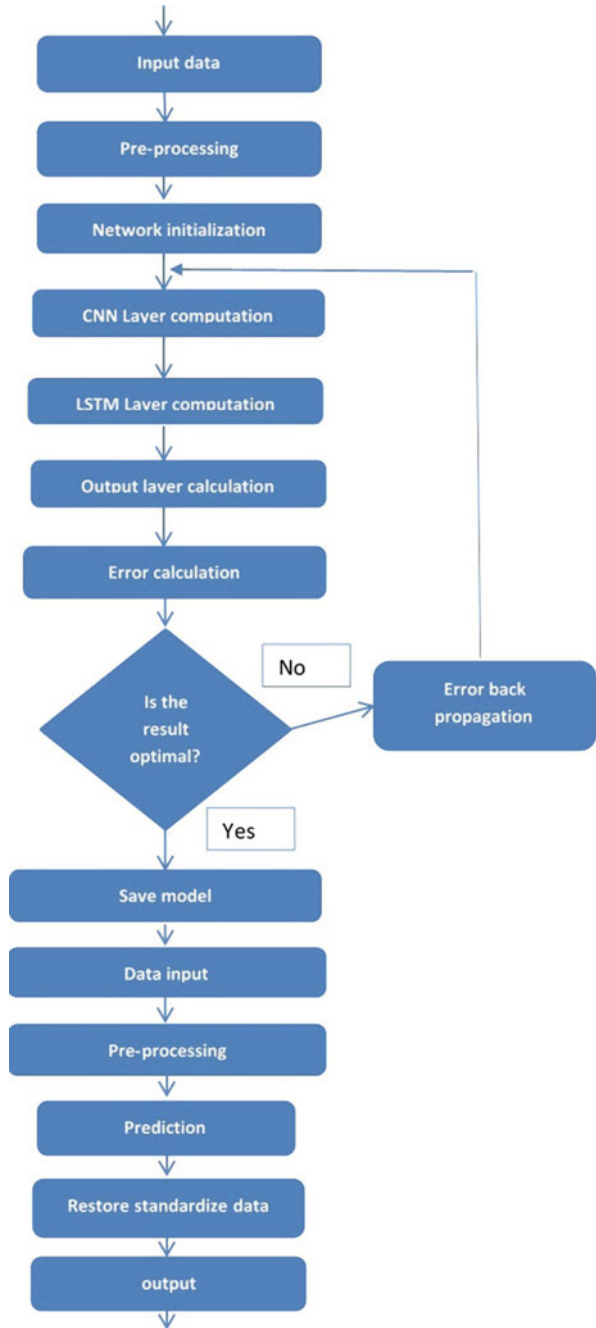 Input data
Pre-processing
Network initialization
CNN Layer computation
LSTM Layer computation
Output layer calculation
Error calculation
Is the
result
optimal?
No
Error back
propagation
Yes
Save model
Data input
Pre-processing
Prediction
Restore standardize data
output